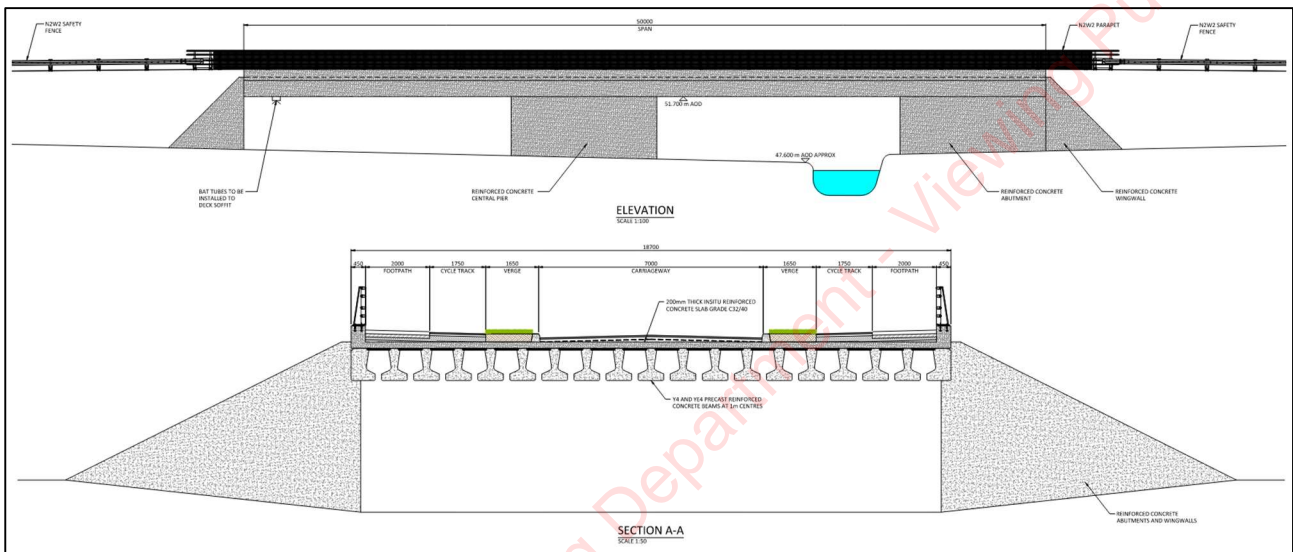 50000
SPAN
N2W2 SAFETY
FENCE
N2W2 PARAPET
N2W2 SAFETY
FENCE
51.700 m AOD
47.600 m AOD APPROX
BAT TUBES TO BE
INSTALLED TO
DECK SOFFIT
REINFORCED CONCRETE
CENTRAL PIER
REINFORCED CONCRETE
ABUTMENT
REINFORCED CONCRETE
WINGWALL
ELEVATION
SCALE 1:100
18700
450 2000 1750 1650 7000 1650 1750 2000 450
FOOTPATH CYCLE TRACK VERGE CARRIAGEWAY VERGE CYCLE TRACK FOOTPATH
200mm THICK INSITU REINFORCED
CONCRETE SLAB GRADE C32/40
Y4 AND YE4 PRECAST REINFORCED
CONCRETE BEAMS AT 1m CENTRES
REINFORCED CONCRETE
ABUTMENTS AND WINGWALLS
SECTION A-A
SCALE 1:50
Department - Viewing